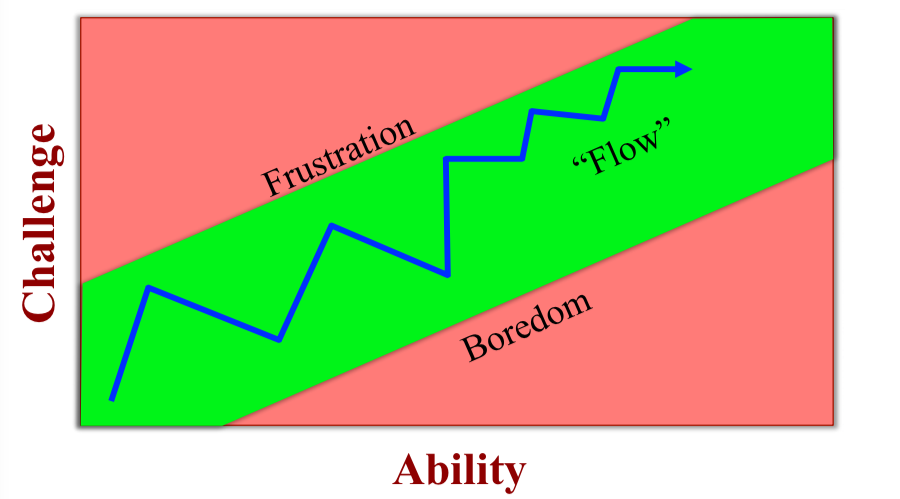 Frustration
“Flow”
Challenge
Boredom
Ability